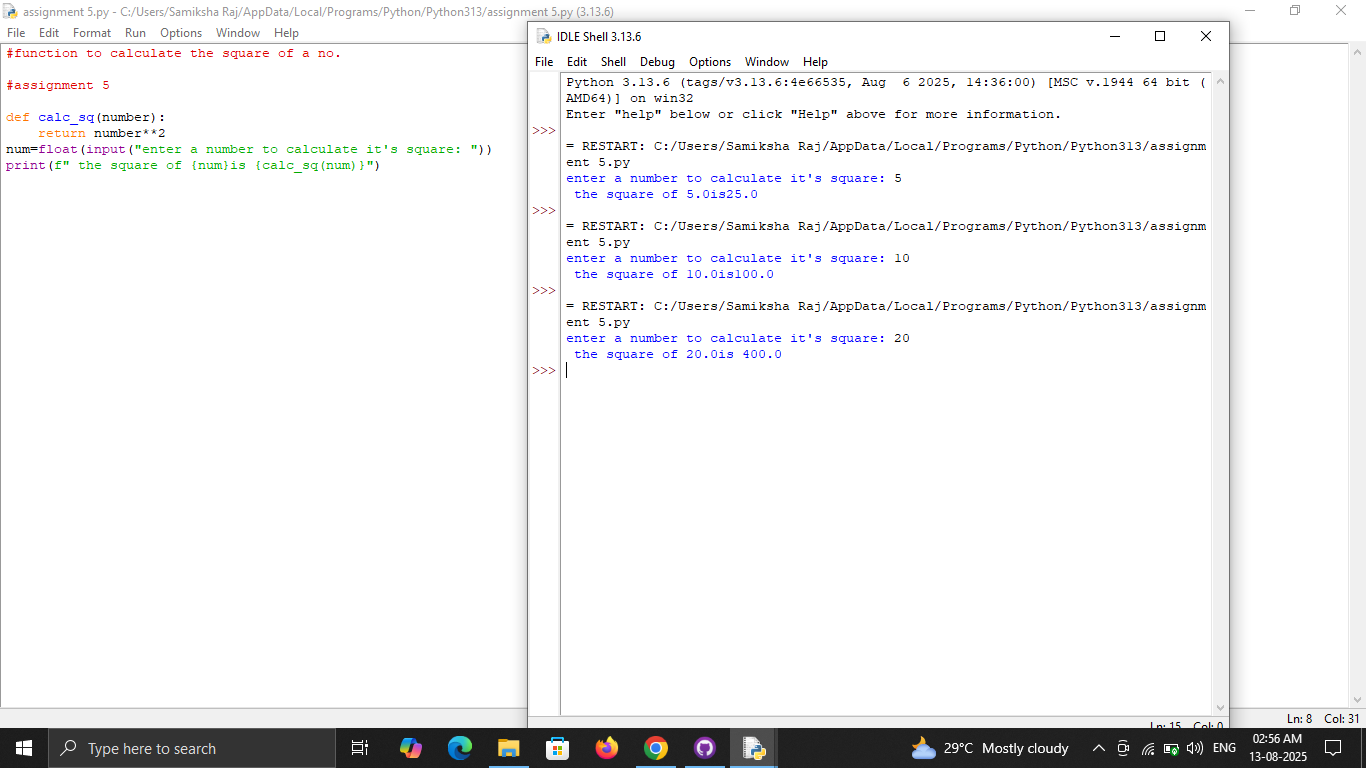 assignment 5.py - C:/Users/Samiksha Raj/AppData/Local/Programs/Python/Python313/assignment 5.py (3.13.6)
File Edit Format Run Options Window Help
#function to calculate the square of a no.
#assignment 5
def calc_sq(number):
    return number**2
num=float(input("enter a number to calculate it's square: "))
print(f" the square of {num}is {calc_sq(num)}")
IDLE Shell 3.13.6
File Edit Shell Debug Options Window Help
Python 3.13.6 (tags/v3.13.6:4e66535, Aug  6 2025, 14:36:00) [MSC v.1944 64 bit (
AMD64)] on win32
Enter "help" below or click "Help" above for more information.
>>>
= RESTART: C:/Users/Samiksha Raj/AppData/Local/Programs/Python/Python313/assignm
ent 5.py
enter a number to calculate it's square: 5
 the square of 5.0is25.0
>>>
= RESTART: C:/Users/Samiksha Raj/AppData/Local/Programs/Python/Python313/assignm
ent 5.py
enter a number to calculate it's square: 10
 the square of 10.0is100.0
>>>
= RESTART: C:/Users/Samiksha Raj/AppData/Local/Programs/Python/Python313/assignm
ent 5.py
enter a number to calculate it's square: 20
 the square of 20.0is 400.0
>>>
Ln: 15 Col: 0
Ln: 8 Col: 31
Type here to search
29°C Mostly cloudy
ENG
02:56 AM
13-08-2025